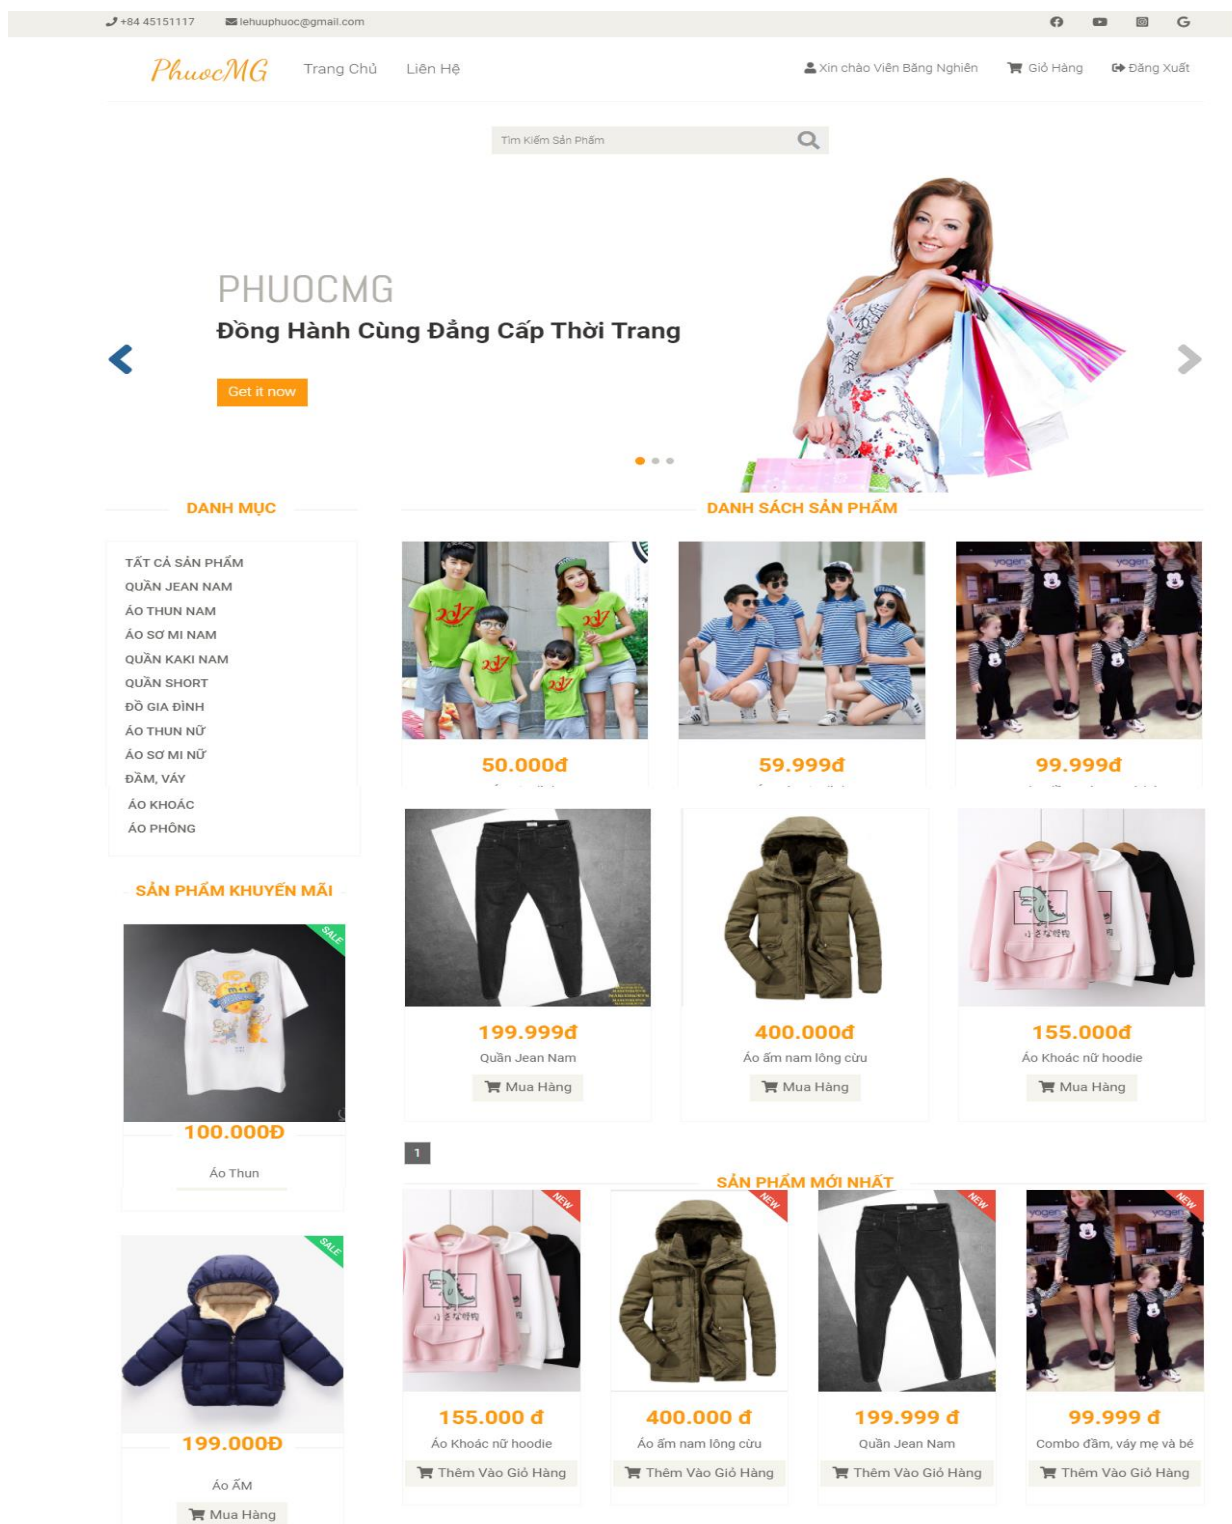 +84 45151117 lehuuphuoc@gmail.com
PhuocMG Trang Chủ Liên Hệ Xin chào Viên Băng Nghiên Giỏ Hàng Đăng Xuất
Tìm Kiếm Sản Phẩm
PHUOCMG
Đồng Hành Cùng Đẳng Cấp Thời Trang
Get it now
DANH MỤC
TẤT CẢ SẢN PHẨM
QUẦN JEAN NAM
ÁO THUN NAM
ÁO SƠ MI NAM
QUẦN KAKI NAM
QUẦN SHORT
ĐỒ GIA ĐÌNH
ÁO THUN NỮ
ÁO SƠ MI NỮ
ĐẦM, VÁY
ÁO KHOÁC
ÁO PHÔNG
SẢN PHẨM KHUYẾN MÃI
SALE
100.000Đ
Áo Thun
SALE
199.000Đ
Áo ẤM
Mua Hàng
DANH SÁCH SẢN PHẨM
2017 2017 2017 2017
yogen yogen
50.000đ 59.999đ 99.999đ
199.999đ 400.000đ 155.000đ
Quần Jean Nam Áo ấm nam lông cừu Áo Khoác nữ hoodie
Mua Hàng Mua Hàng Mua Hàng
1
SẢN PHẨM MỚI NHẤT
NEW NEW NEW NEW
yogen yogen
155.000 đ 400.000 đ 199.999 đ 99.999 đ
Áo Khoác nữ hoodie Áo ấm nam lông cừu Quần Jean Nam Combo đầm, váy mẹ và bé
Thêm Vào Giỏ Hàng Thêm Vào Giỏ Hàng Thêm Vào Giỏ Hàng Thêm Vào Giỏ Hàng